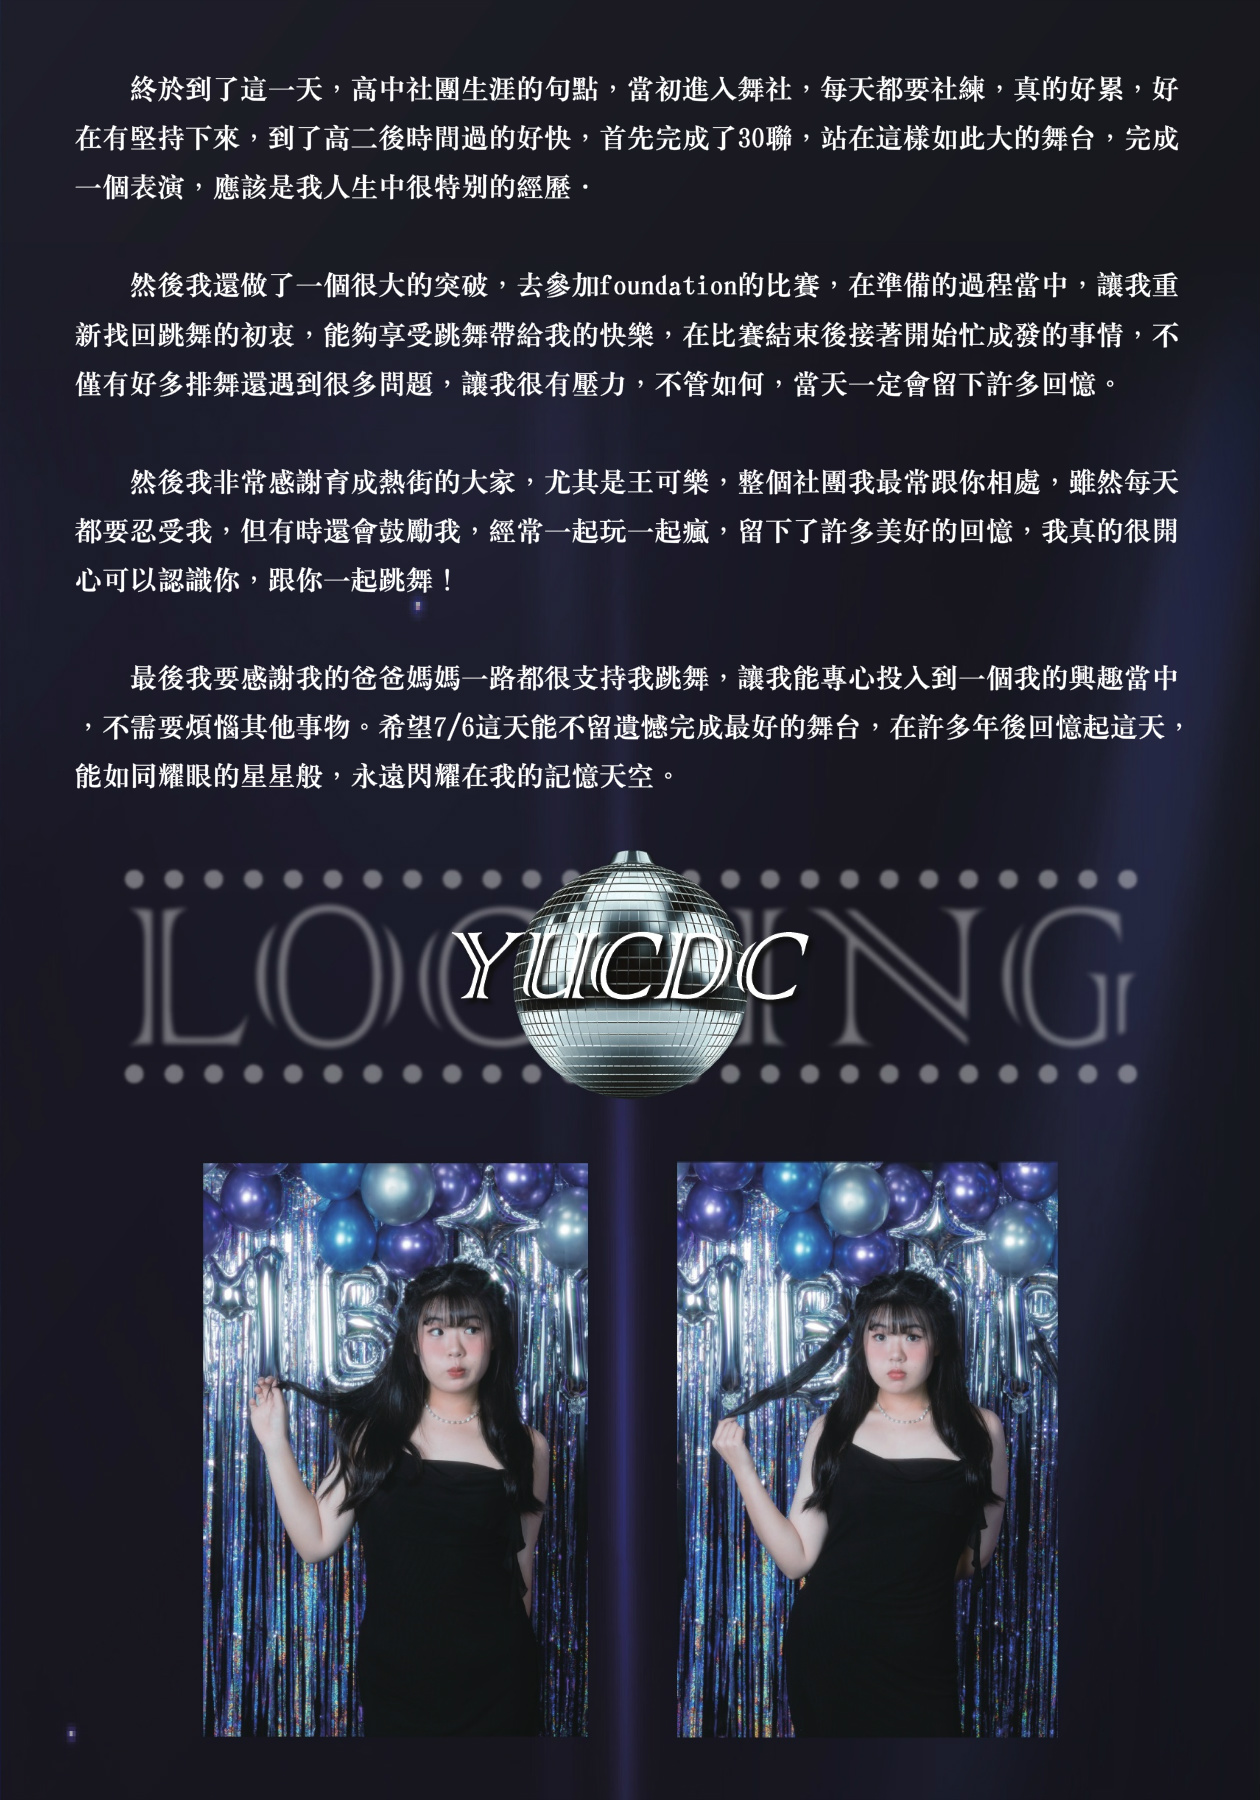 終於到了這一天，高中社團生涯的句點，當初進入舞社，每天都要社練，真的好累，好
在有堅持下來，到了高二後時間過的好快，首先完成了30聯，站在這樣如此大的舞台，完成
一個表演，應該是我人生中很特別的經歷．
然後我還做了一個很大的突破，去參加foundation的比賽，在準備的過程當中，讓我重
新找回跳舞的初衷，能夠享受跳舞帶給我的快樂，在比賽結束後接著開始忙成發的事情，不
僅有好多排舞還遇到很多問題，讓我很有壓力，不管如何，當天一定會留下許多回憶。
然後我非常感謝育成熱街的大家，尤其是王可樂，整個社團我最常跟你相處，雖然每天
都要忍受我，但有時還會鼓勵我，經常一起玩一起瘋，留下了許多美好的回憶，我真的很開
心可以認識你，跟你一起跳舞！
最後我要感謝我的爸爸媽媽一路都很支持我跳舞，讓我能專心投入到一個我的興趣當中
，不需要煩惱其他事物。希望7/6這天能不留遺憾完成最好的舞台，在許多年後回憶起這天，
能如同耀眼的星星般，永遠閃耀在我的記憶天空。
YUCDC